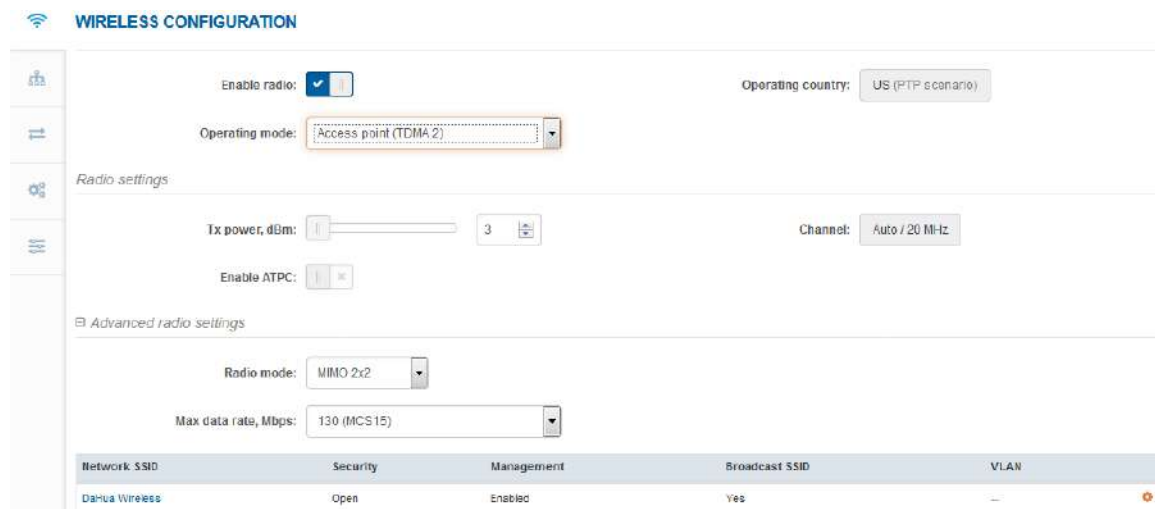 WIRELESS CONFIGURATION
Enable radio: Operating country: US (PTP scenario)
Operating mode: Access point (TDMA 2)
Radio settings
Tx power, dBm: 3 Channel: Auto / 20 MHz
Enable ATPC:
Advanced radio settings
Radio mode: MIMO 2x2
Max data rate, Mbps: 130 (MCS15)
Network SSID Security Management Broadcast SSID VLAN
DaHua Wireless Open Enabled Yes —